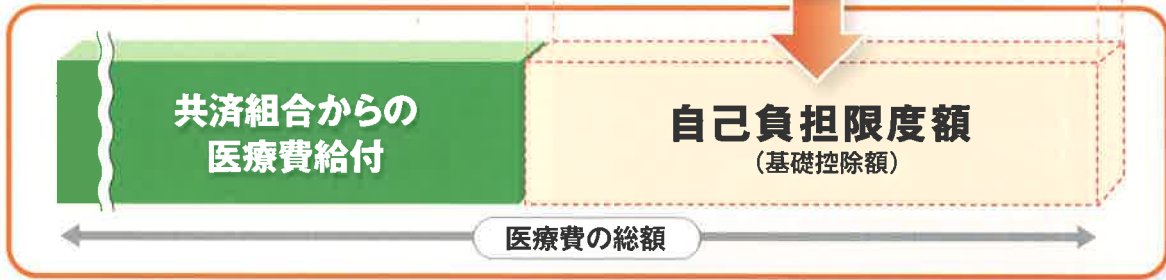 共済組合からの
医療費給付
自己負担限度額
(基礎控除額)
医療費の総額